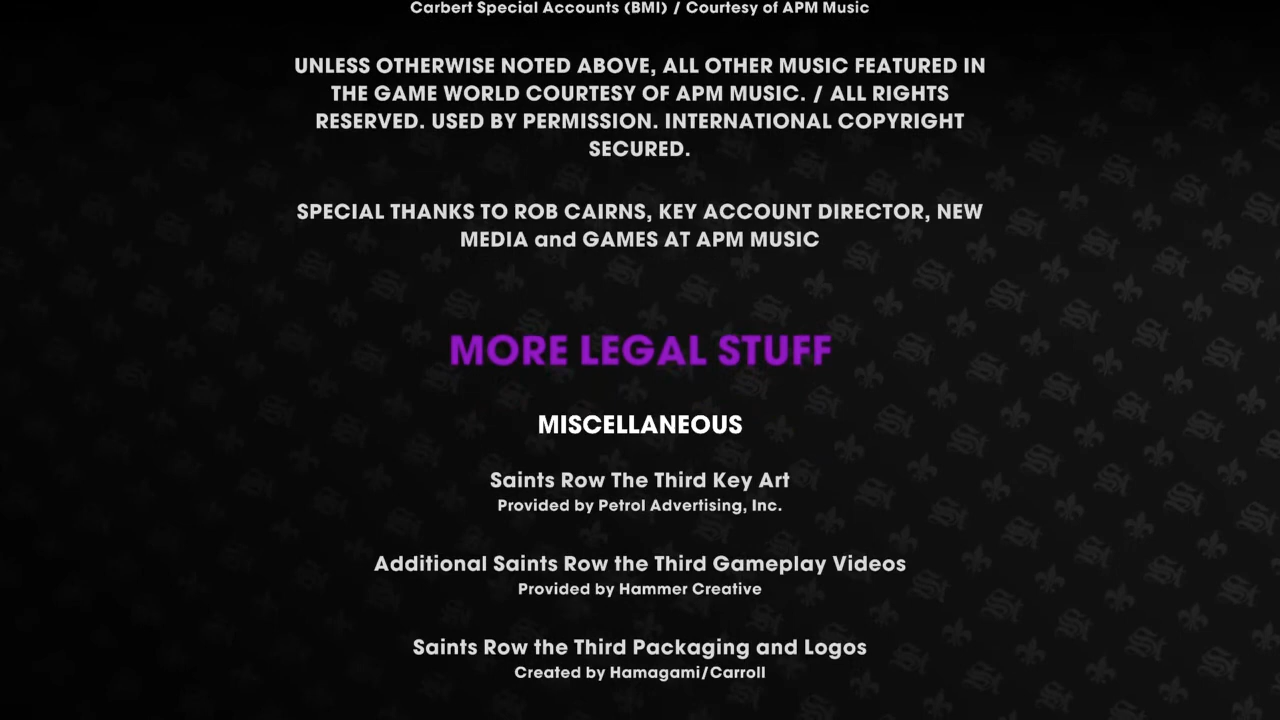 Carbert Special Accounts (BMI) / Courtesy of APM Music
UNLESS OTHERWISE NOTED ABOVE, ALL OTHER MUSIC FEATURED IN
THE GAME WORLD COURTESY OF APM MUSIC. / ALL RIGHTS
RESERVED. USED BY PERMISSION. INTERNATIONAL COPYRIGHT
SECURED.
SPECIAL THANKS TO ROB CAIRNS, KEY ACCOUNT DIRECTOR, NEW
MEDIA and GAMES AT APM MUSIC
MORE LEGAL STUFF
MISCELLANEOUS
Saints Row The Third Key Art
Provided by Petrol Advertising, Inc.
Additional Saints Row the Third Gameplay Videos
Provided by Hammer Creative
Saints Row the Third Packaging and Logos
Created by Hamagami/Carroll